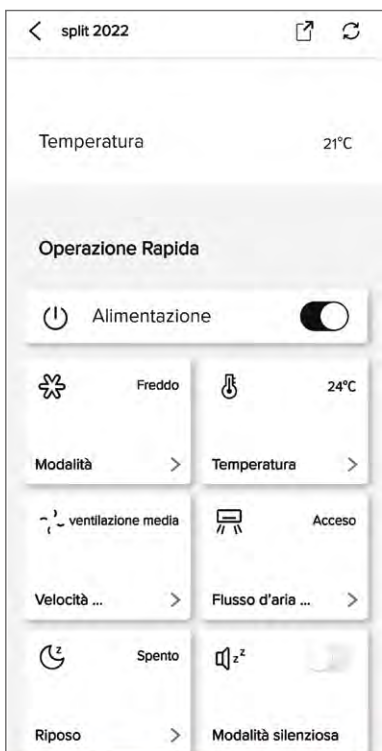 split 2022
Temperatura 21°C
Operazione Rapida
Alimentazione
Freddo
Modalità
24°C
Temperatura
ventilazione media
Velocità ...
Acceso
Flusso d'aria ...
Spento
Riposo
Modalità silenziosa